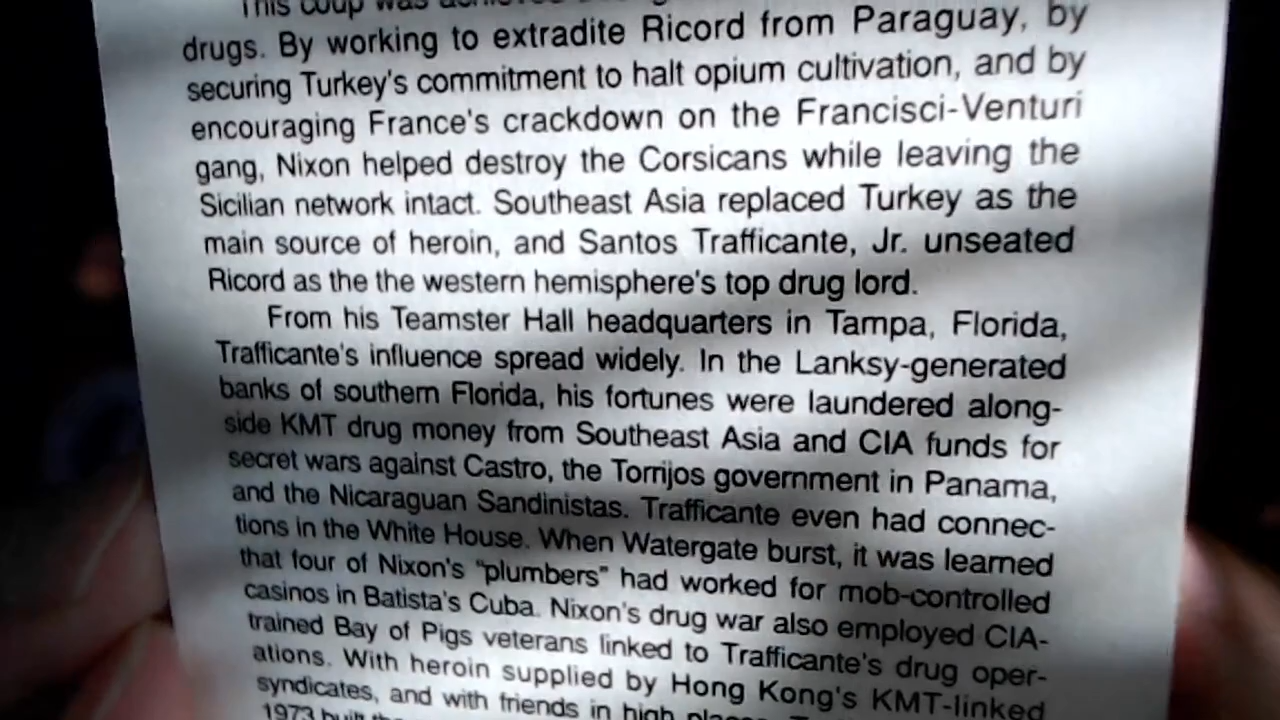 This coup was achieved
drugs. By working to extradite Ricord from Paraguay, by
securing Turkey's commitment to halt opium cultivation, and by
encouraging France's crackdown on the Francisci-Venturi
gang, Nixon helped destroy the Corsicans while leaving the
Sicilian network intact. Southeast Asia replaced Turkey as the
main source of heroin, and Santos Trafficante, Jr. unseated
Ricord as the the western hemisphere's top drug lord.
From his Teamster Hall headquarters in Tampa, Florida,
Trafficante's influence spread widely. In the Lanksy-generated
banks of southern Florida, his fortunes were laundered along-
side KMT drug money from Southeast Asia and CIA funds for
secret wars against Castro, the Torrijos government in Panama,
and the Nicaraguan Sandinistas. Trafficante even had connec-
tions in the White House. When Watergate burst, it was learned
that four of Nixon's "plumbers" had worked for mob-controlled
casinos in Batista's Cuba. Nixon's drug war also employed CIA-
trained Bay of Pigs veterans linked to Trafficante's drug oper-
ations. With heroin supplied by Hong Kong's KMT-linked
syndicates, and with friends in high places,
1973 built the